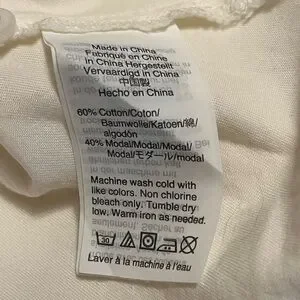 Made in China
Fabriqué en Chine
In China Hergestellt
Vervaardigd in China
中国製
Hecho en China
60% Cotton/Coton/
Baumwolle/Katoen/綿/
algodón
40% Modal/Modal/Modal/
Modal/モダール/modal
Machine wash cold with
like colors. Non chlorine
bleach only. Tumble dry
low. Warm iron as needed.
30
Laver à la machine à l'eau